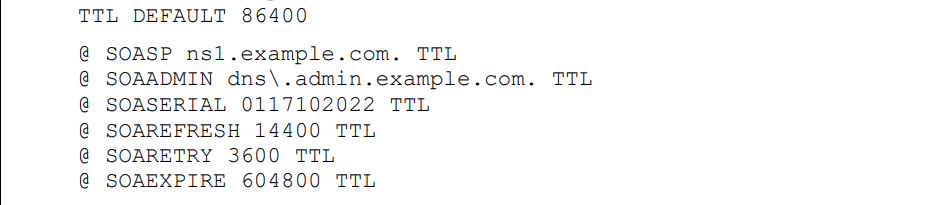 TTL DEFAULT 86400
@ SOASP ns1.example.com. TTL
@ SOAADMIN dns\.admin.example.com. TTL
@ SOASERIAL 0117102022 TTL
@ SOAREFRESH 14400 TTL
@ SOARETRY 3600 TTL
@ SOAEXPIRE 604800 TTL